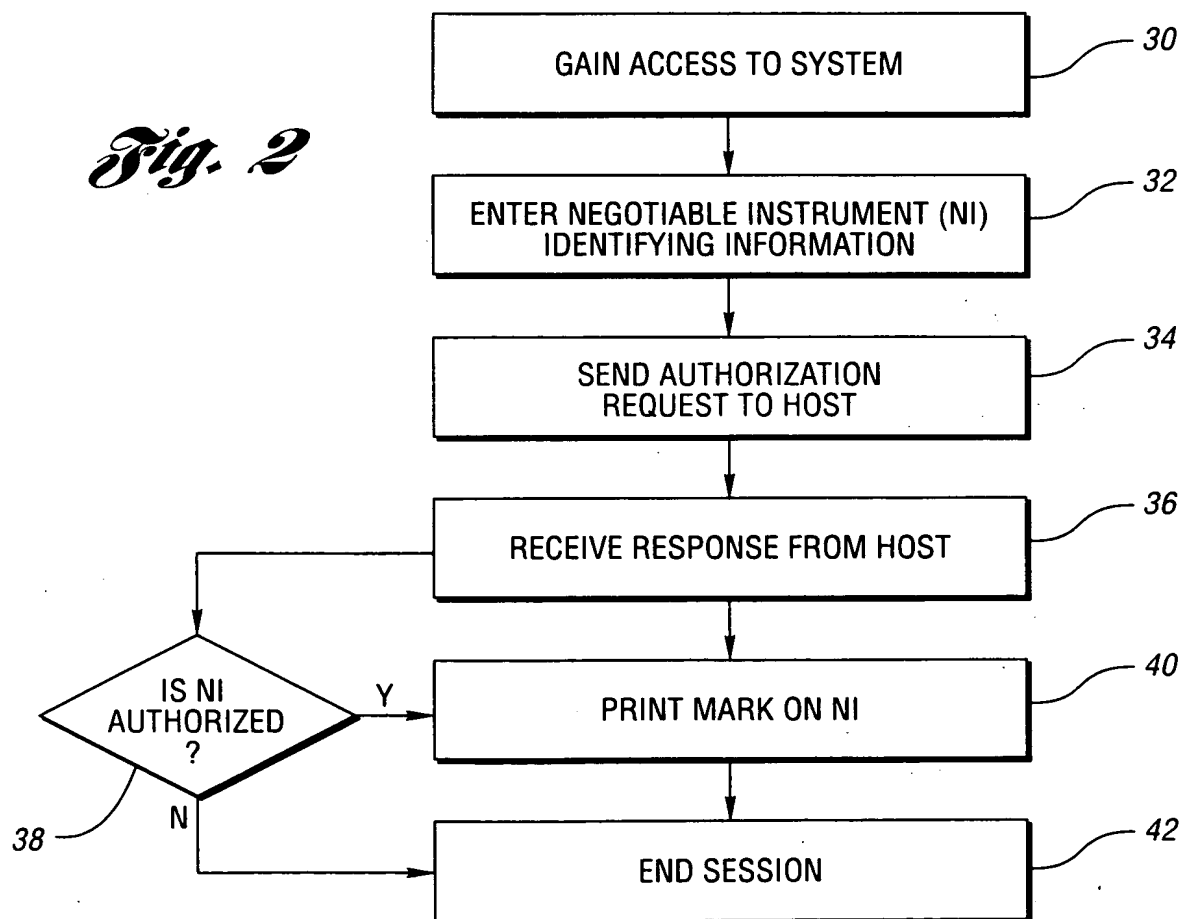 Fig. 2
GAIN ACCESS TO SYSTEM
30
ENTER NEGOTIABLE INSTRUMENT (NI)
IDENTIFYING INFORMATION
32
SEND AUTHORIZATION
REQUEST TO HOST
34
RECEIVE RESPONSE FROM HOST
36
IS NI
AUTHORIZED
?
Y
N
38
PRINT MARK ON NI
40
END SESSION
42